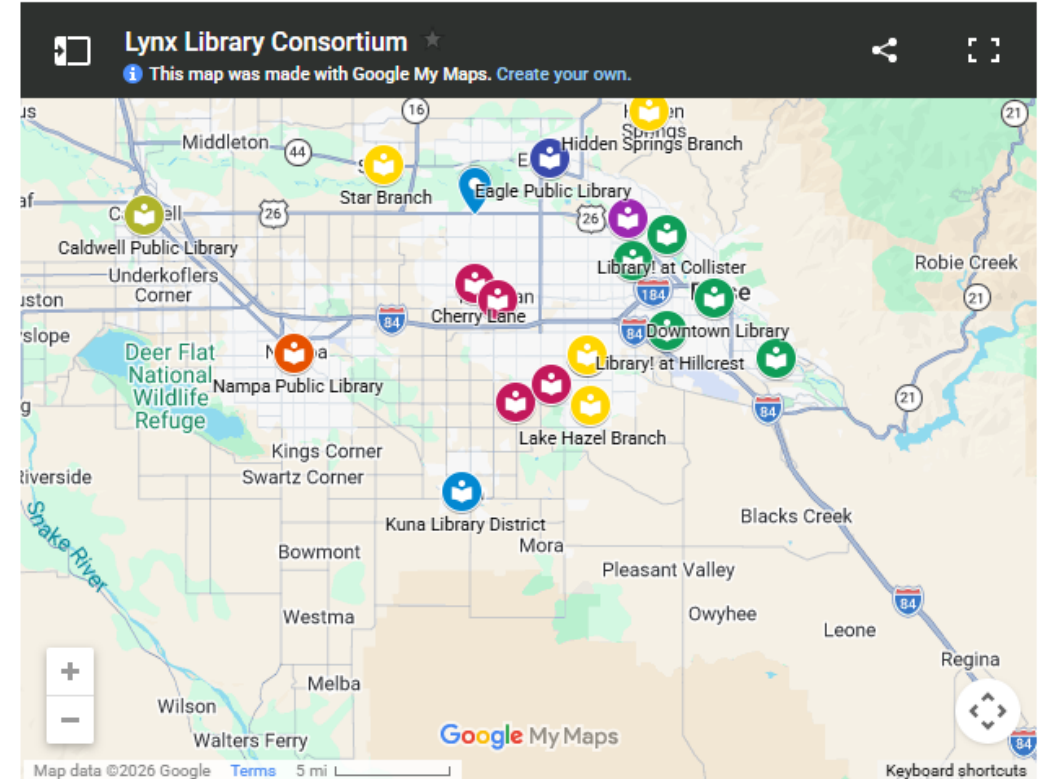 Lynx Library Consortium
This map was made with Google My Maps. Create your own.
16
21
Middleton
44
Springs
Hidden Springs Branch
Star Branch
Eagle Public Library
26
26
Caldwell Public Library
Library! at Collister
Robie Creek
Underkoflers
Corner
184
21
Cherry Lane
84
84
Downtown Library
Library! at Hillcrest
Deer Flat
National
Wildlife
Refuge
Nampa Public Library
21
84
Lake Hazel Branch
Kings Corner
Swartz Corner
Kuna Library District
Blacks Creek
Snake River
Bowmont
Mora
Pleasant Valley
84
Westma
Owyhee
Leone
Regina
Melba
Wilson
Walters Ferry
Google My Maps
84
Map data ©2026 Google Terms 5 mi
Keyboard shortcuts